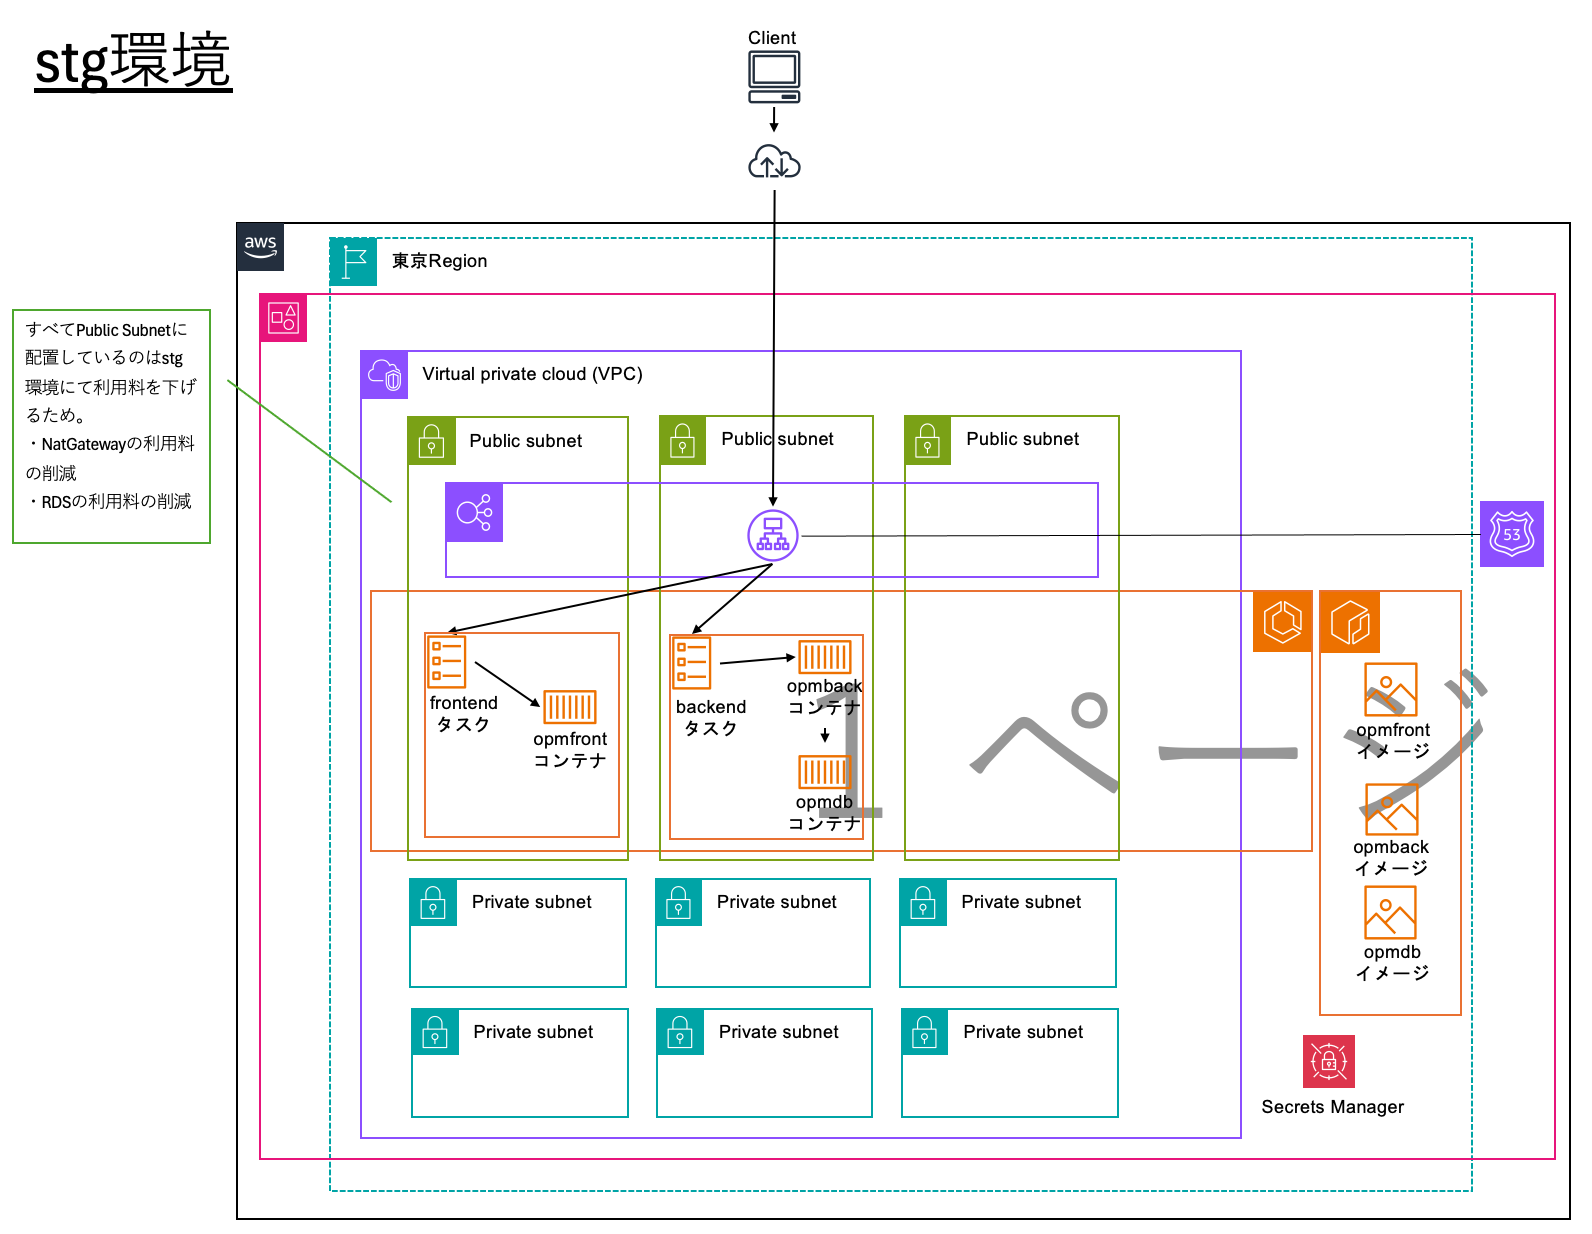 stg環境
Client
aws
東京Region
すべてPublic Subnetに
配置しているのはstg
環境にて利用料を下げ
るため。
・NatGatewayの利用料
の削減
・RDSの利用料の削減
Virtual private cloud (VPC)
Public subnet
Public subnet
Public subnet
53
frontend
タスク
opmfront
コンテナ
backend
タスク
opmback
コンテナ
opmdb
コンテナ
1 ページ
opmfront
イメージ
opmback
イメージ
opmdb
イメージ
Private subnet
Private subnet
Private subnet
Private subnet
Private subnet
Private subnet
Secrets Manager